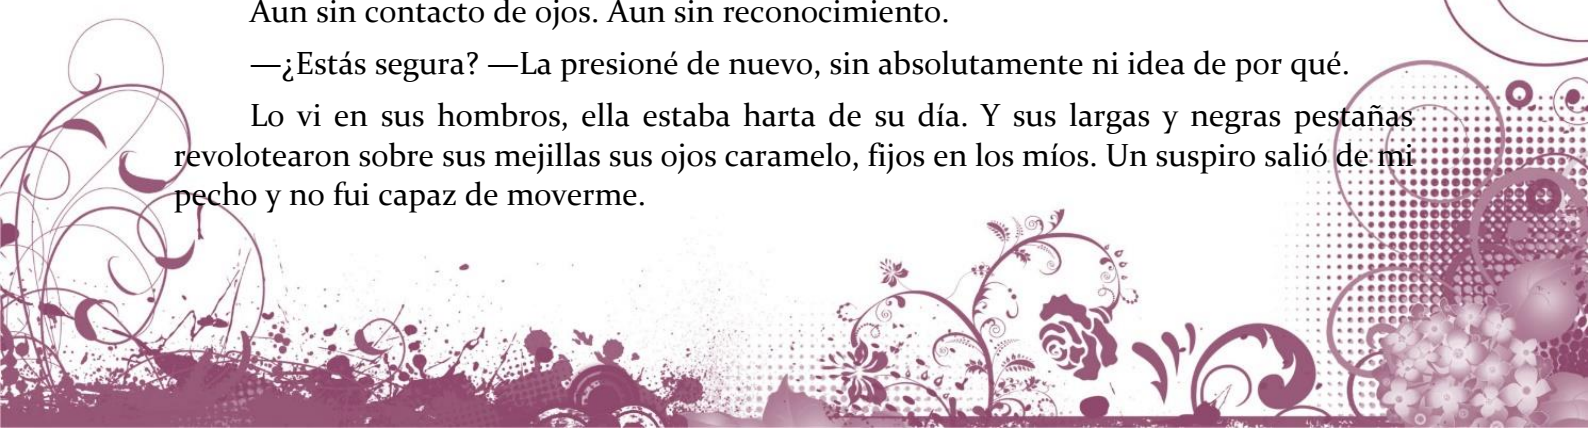 Aun sin contacto de ojos. Aun sin reconocimiento.
—¿Estás segura? —La presioné de nuevo, sin absolutamente ni idea de por qué.
Lo vi en sus hombros, ella estaba harta de su día. Y sus largas y negras pestañas
revolotearon sobre sus mejillas sus ojos caramelo, fijos en los míos. Un suspiro salió de mi
pecho y no fui capaz de moverme.